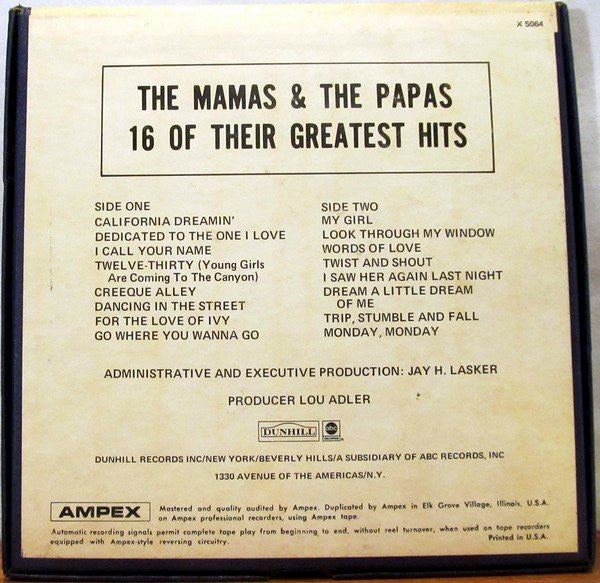 X 5064
THE MAMAS & THE PAPAS
16 OF THEIR GREATEST HITS
SIDE ONE
CALIFORNIA DREAMIN'
DEDICATED TO THE ONE I LOVE
I CALL YOUR NAME
TWELVE-THIRTY (Young Girls
Are Coming To The Canyon)
CREEQUE ALLEY
DANCING IN THE STREET
FOR THE LOVE OF IVY
GO WHERE YOU WANNA GO
SIDE TWO
MY GIRL
LOOK THROUGH MY WINDOW
WORDS OF LOVE
TWIST AND SHOUT
I SAW HER AGAIN LAST NIGHT
DREAM A LITTLE DREAM
OF ME
TRIP, STUMBLE AND FALL
MONDAY, MONDAY
ADMINISTRATIVE AND EXECUTIVE PRODUCTION: JAY H. LASKER
PRODUCER LOU ADLER
DUNHILL abc RECORDS
DUNHILL RECORDS INC/NEW YORK/BEVERLY HILLS/A SUBSIDIARY OF ABC RECORDS, INC
1330 AVENUE OF THE AMERICAS/N.Y.
AMPEX
Mastered and quality audited by Ampex. Duplicated by Ampex in Elk Grove Village, Illinois, U.S.A.
on Ampex professional recorders, using Ampex tape.
Automatic recording signals permit complete tape play from beginning to end, without reel turnover, when used on tape recorders
equipped with Ampex-style reversing circuitry.
Printed in U.S.A.